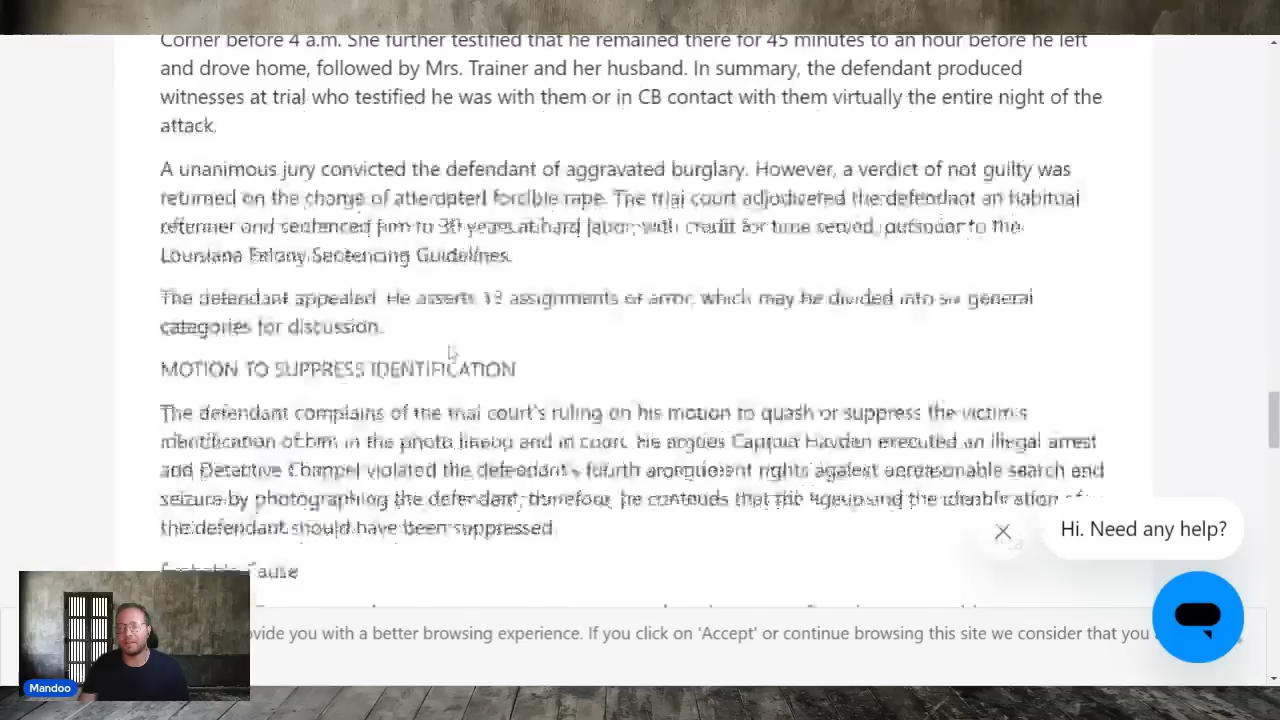 Corner before 4 a.m. She further testified that he remained there for 45 minutes to an hour before he left
and drove home, followed by Mrs. Trainer and her husband. In summary, the defendant produced
witnesses at trial who testified he was with them or in CB contact with them virtually the entire night of the
attack.
A unanimous jury convicted the defendant of aggravated burglary. However, a verdict of not guilty was
returned on the charge of attempted forcible rape. The trial court adjudicated the defendant an habitual
offender and sentenced him to 30 years at hard labor, with credit for time served, pursuant to the
Louisiana Felony Sentencing Guidelines.
The defendant appealed. He asserts 13 assignments of error, which may be divided into six general
categories for discussion.
MOTION TO SUPPRESS IDENTIFICATION
The defendant complains of the trial court's ruling on his motion to quash or suppress the victim's
identification of him in the photo lineup and in court. He argues Captain Hayden executed an illegal arrest
and Detective Chappel violated the defendant's fourth amendment rights against unreasonable search and
seizure by photographing the defendant; therefore, he contends that the lineup and the identification of
the defendant should have been suppressed.
Cause
Hi. Need any help?
provide you with a better browsing experience. If you click on 'Accept' or continue browsing this site we consider that you
Mandoo